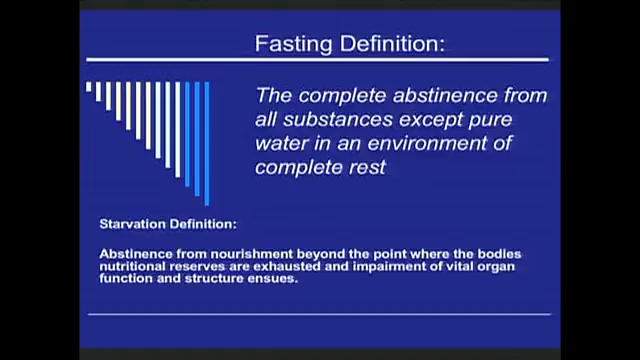 Fasting Definition:
The complete abstinence from
all substances except pure
water in an environment of
complete rest
Starvation Definition:
Abstinence from nourishment beyond the point where the bodies
nutritional reserves are exhausted and impairment of vital organ
function and structure ensues.